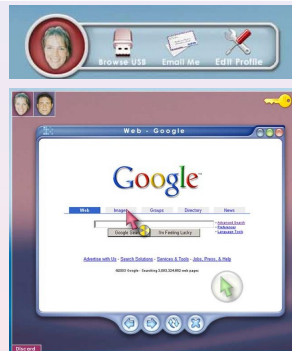 Browse USB Email Me Edit Profile
Web - Google
Google
Web Images Groups Directory News
Advanced Search
Preferences
Language Tools
Google Search I'm Feeling Lucky
Advertise with Us - Search Solutions - Services & Tools - Jobs, Press, & Help
©2003 Google - Searching 3,083,324,652 web pages
Discord